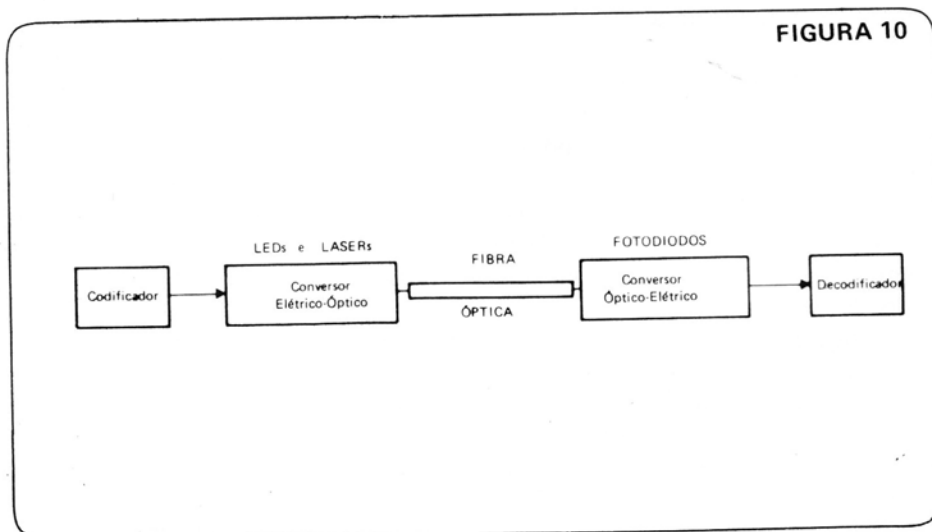 FIGURA 10
LEDs e LASERs
FIBRA
FOTODIODOS
Codificador
Conversor
Elétrico-Óptico
ÓPTICA
Conversor
Óptico-Elétrico
Decodificador